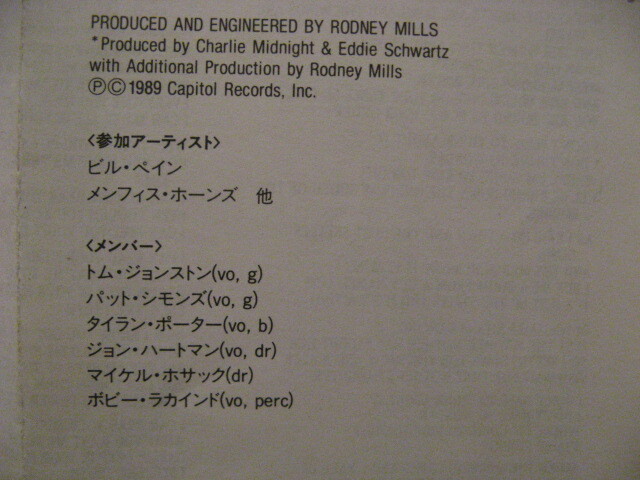 PRODUCED AND ENGINEERED BY RODNEY MILLS
*Produced by Charlie Midnight & Eddie Schwartz
with Additional Production by Rodney Mills
℗©1989 Capitol Records, Inc.
〈参加アーティスト〉
ビル・ペイン
メンフィス・ホーンズ 他
〈メンバー〉
トム・ジョンストン(vo, g)
パット・シモンズ(vo, g)
タイラン・ポーター(vo, b)
ジョン・ハートマン(vo, dr)
マイケル・ホサック(dr)
ボビー・ラカインド(vo, perc)